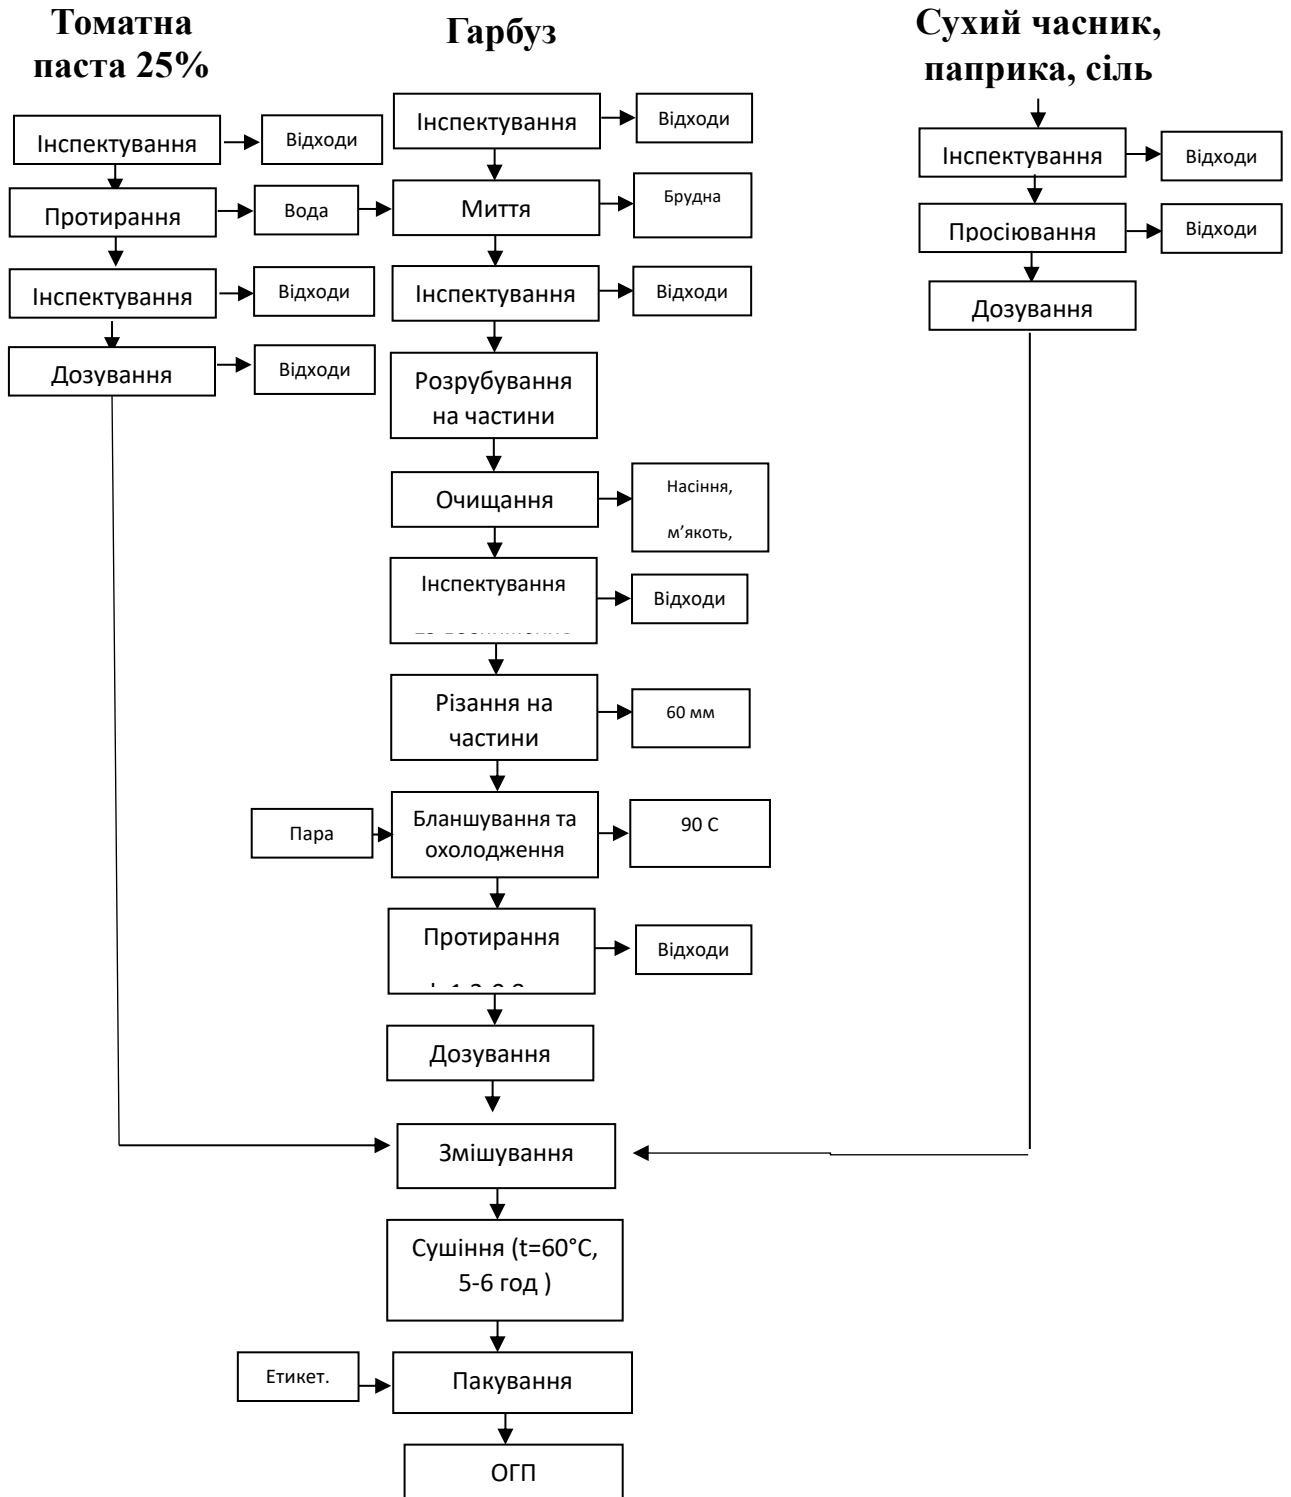 Томатна
паста 25%
Інспектування
Відходи
Протирання
Вода
Інспектування
Відходи
Дозування
Відходи
Гарбуз
Інспектування
Відходи
Миття
Брудна
Інспектування
Відходи
Розрубування
на частини
Очищання
Насіння,
м’якоть,
Інспектування
Відходи
Різання на
частини
60 мм
Пара
Бланшування та
охолодження
90 С
Протирання
Відходи
Дозування
Сухий часник,
паприка, сіль
Інспектування
Відходи
Просіювання
Відходи
Дозування
Змішування
Сушіння (t=60°C,
5-6 год )
Етикет.
Пакування
ОГП